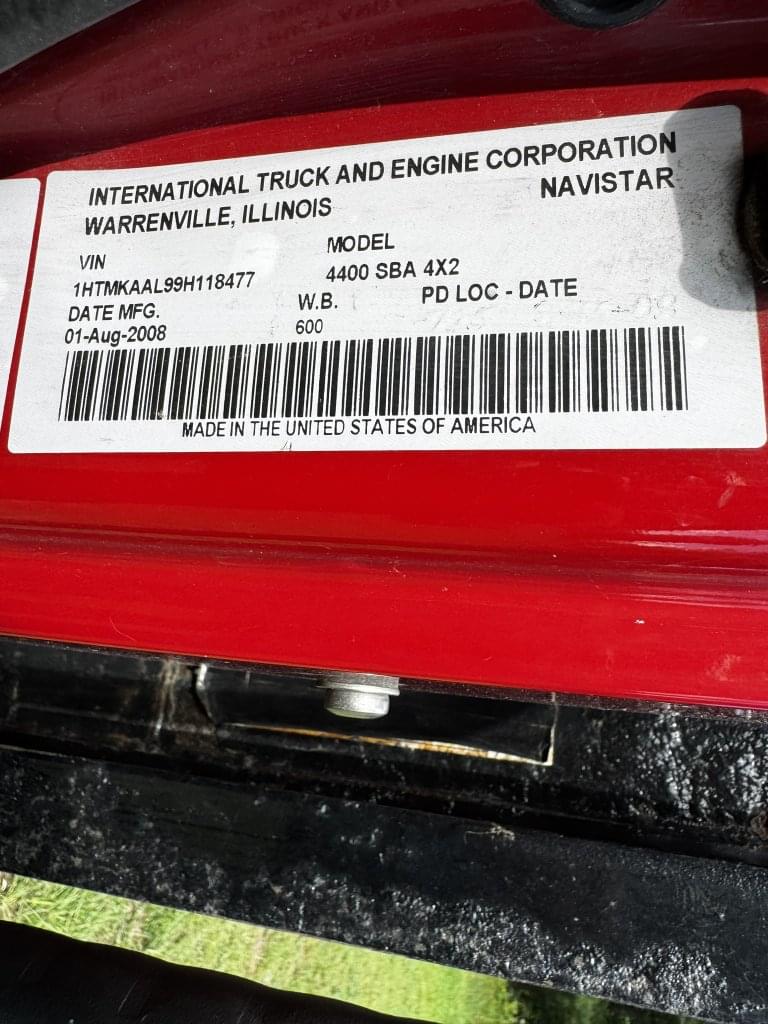 INTERNATIONAL TRUCK AND ENGINE CORPORATION
WARRENVILLE, ILLINOIS NAVISTAR
VIN MODEL
1HTMKAAL99H118477 4400 SBA 4X2
DATE MFG. W.B. PD LOC - DATE
01-Aug-2008 600
MADE IN THE UNITED STATES OF AMERICA